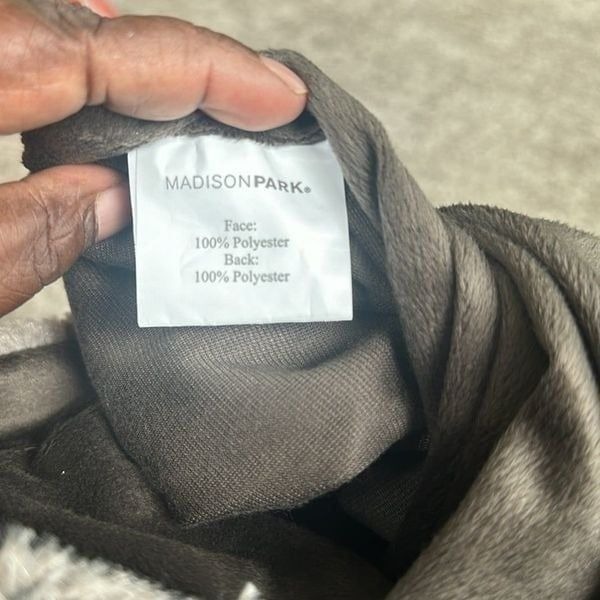 MADISONPARK®
Face:
100% Polyester
Back:
100% Polyester